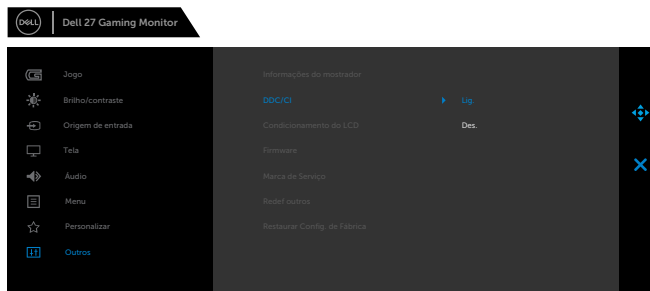 DELL
Dell 27 Gaming Monitor
Jogo
Informações do mostrador
Brilho/contraste
DDC/CI
Lig
Origem de entrada
Condicionamento do LCD
Des.
Tela
Firmware
Áudio
Marca de Serviço
Menu
Redef outros
Personalizar
Restaurar Config. de Fábrica
Outros